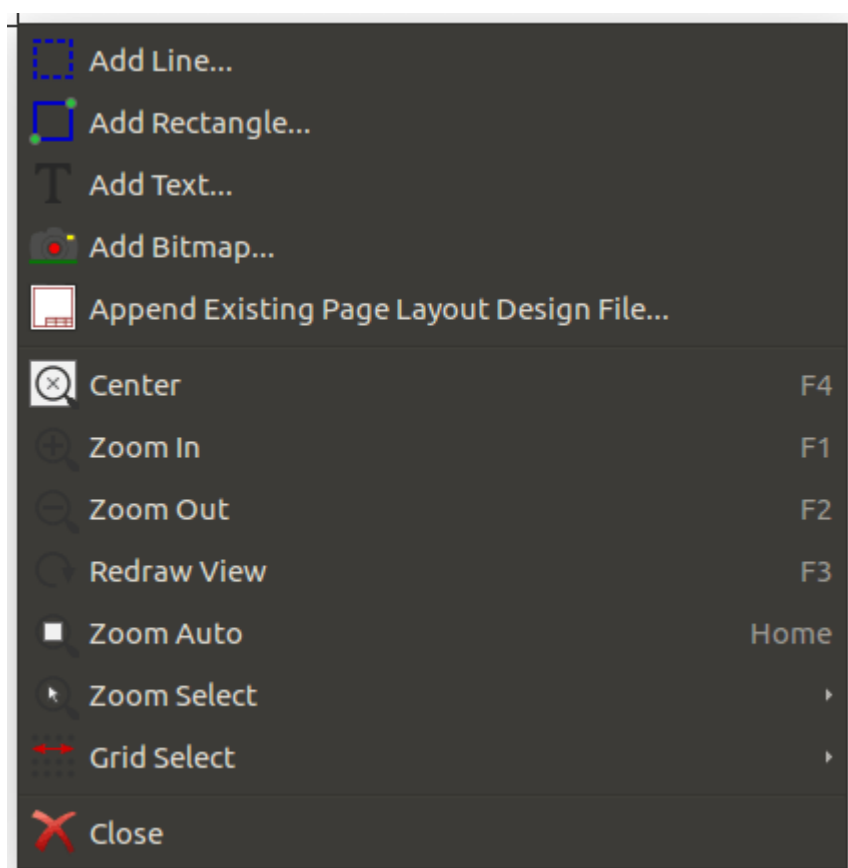 Add Line...
Add Rectangle...
Add Text...
Add Bitmap...
Append Existing Page Layout Design File...
Center F4
Zoom In F1
Zoom Out F2
Redraw View F3
Zoom Auto Home
Zoom Select
Grid Select
Close